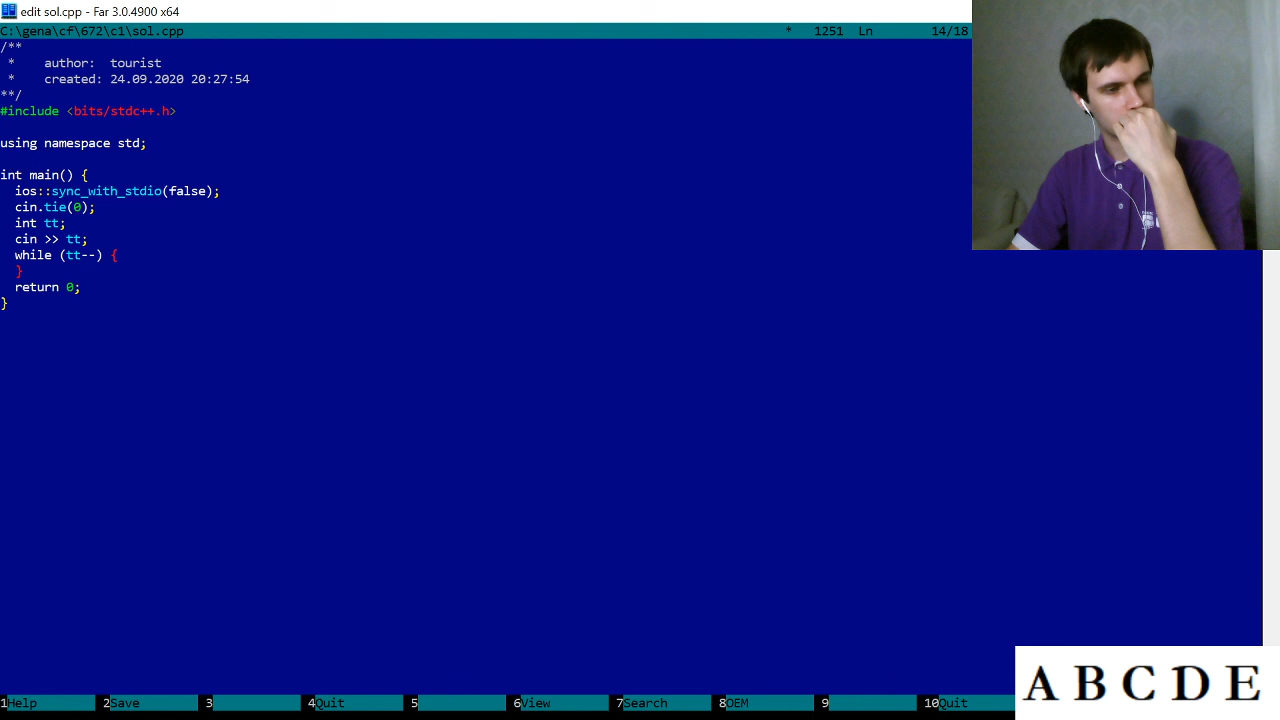 edit sol.cpp - Far 3.0.4900 x64
C:\gena\cf\672\c1\sol.cpp * 1251 Ln 14/18
/**
 *    author:  tourist
 *    created: 24.09.2020 20:27:54
**/
#include <bits/stdc++.h>
using namespace std;
int main() {
  ios::sync_with_stdio(false);
  cin.tie(0);
  int tt;
  cin >> tt;
  while (tt--) {
  }
  return 0;
}
A B C D E
1Help 2Save 3 4Quit 5 6View 7Search 8OEM 9 10Quit